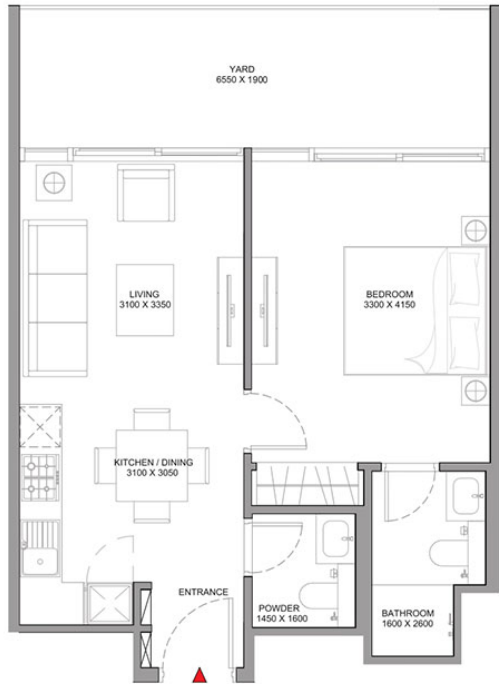 YARD
6550 X 1900
LIVING
3100 X 3350
BEDROOM
3300 X 4150
KITCHEN / DINING
3100 X 3050
ENTRANCE
POWDER
1450 X 1600
BATHROOM
1600 X 2600